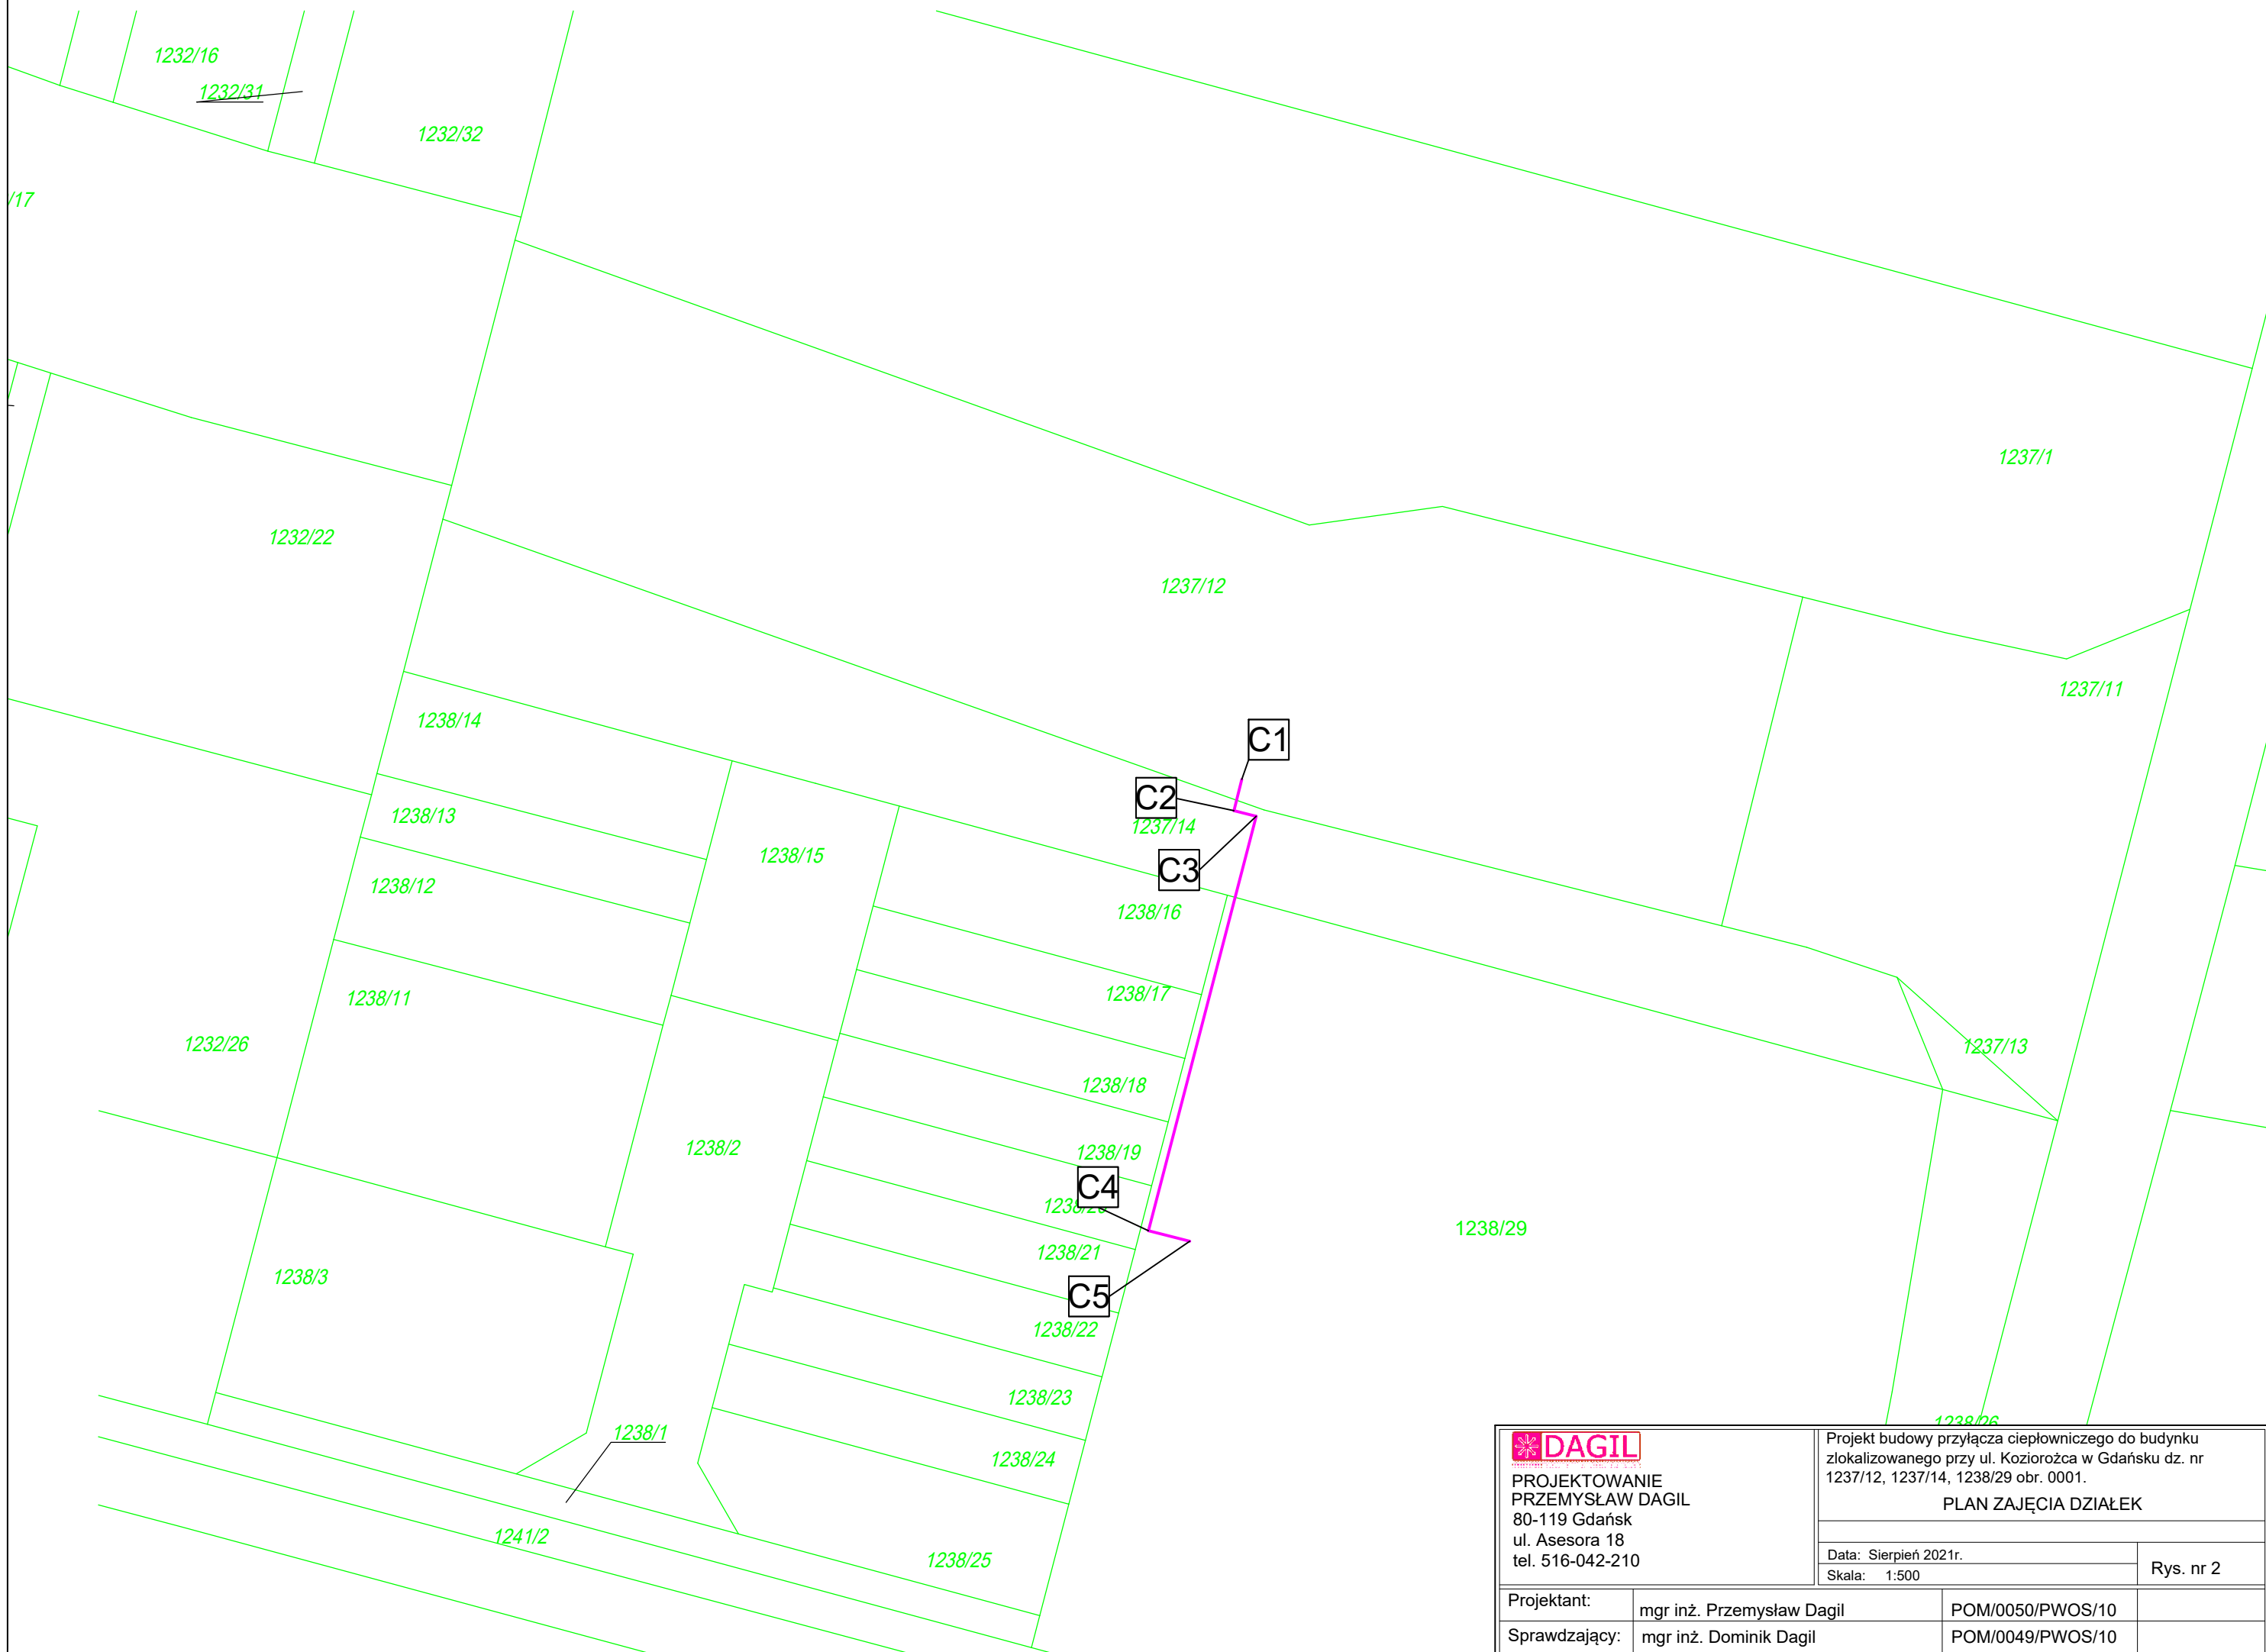 1232/16
1232/31
1232/32
/17
1237/1
1232/22
1237/12
1237/11
1238/14
C1
C2
1238/13
1237/14
1238/15
C3
1238/12
1238/16
1238/11
1238/17
1232/26
1237/13
1238/18
1238/2
1238/19
C4
1238/20
1238/29
1238/21
1238/3
C5
1238/22
1238/23
1238/26
1238/1
1238/24
1241/2
1238/25
DAGIL
PROJEKTOWANIE
PRZEMYSŁAW DAGIL
80-119 Gdańsk
ul. Asesora 18
tel. 516-042-210
Projekt budowy przyłącza ciepłowniczego do budynku
zlokalizowanego przy ul. Koziorożca w Gdańsku dz. nr
1237/12, 1237/14, 1238/29 obr. 0001.
PLAN ZAJĘCIA DZIAŁEK
Data: Sierpień 2021r.
Skala: 1:500
Rys. nr 2
Projektant: mgr inż. Przemysław Dagil POM/0050/PWOS/10
Sprawdzający: mgr inż. Dominik Dagil POM/0049/PWOS/10